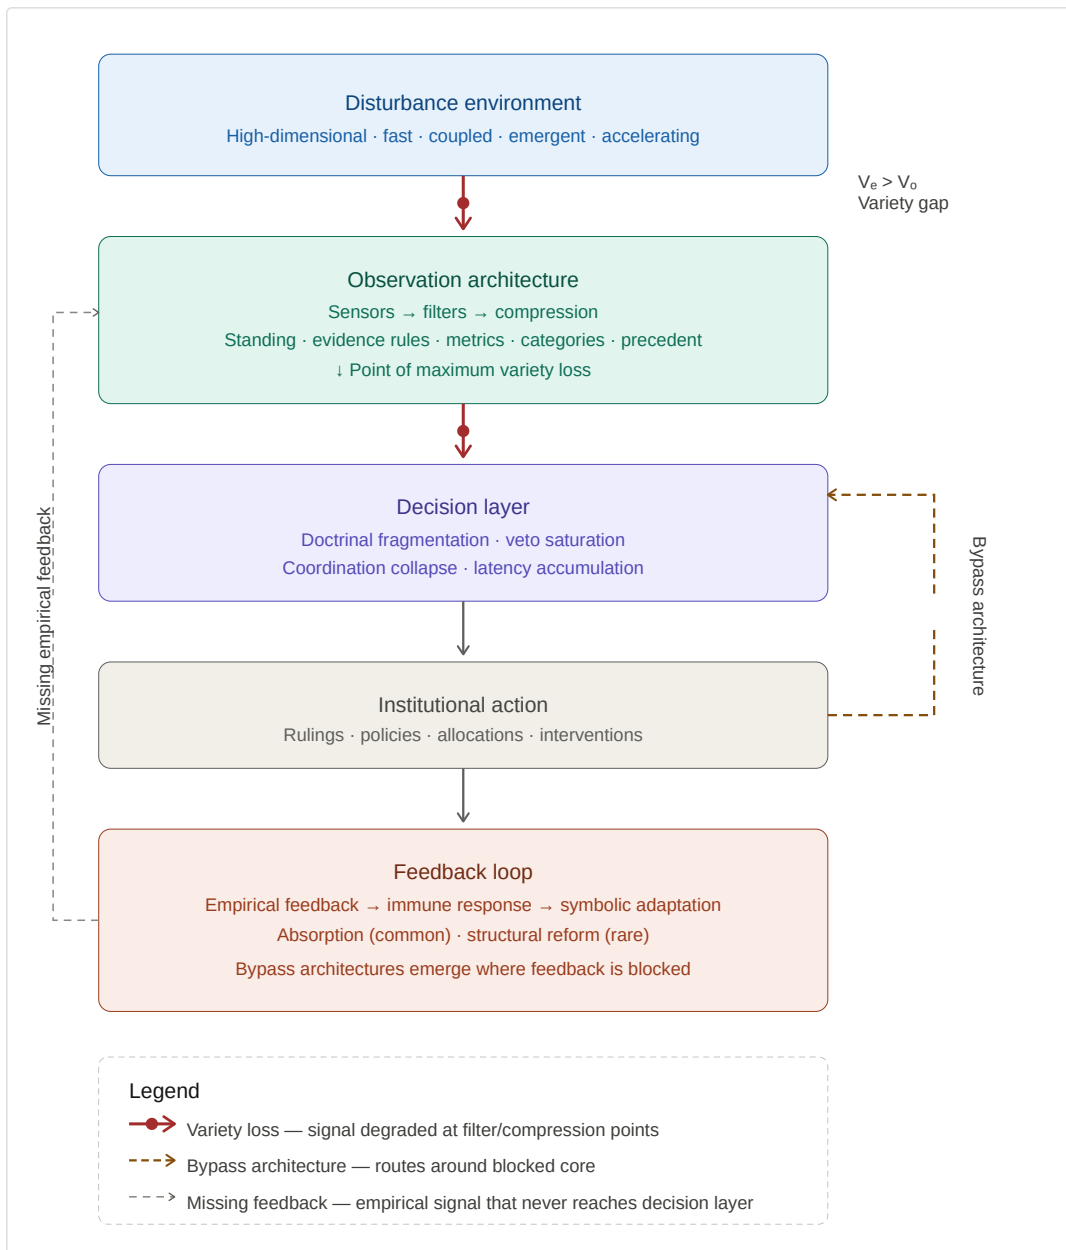 Disturbance environment
High-dimensional · fast · coupled · emergent · accelerating
Vₑ > Vₒ
Variety gap
Observation architecture
Sensors → filters → compression
Standing · evidence rules · metrics · categories · precedent
↓ Point of maximum variety loss
Decision layer
Doctrinal fragmentation · veto saturation
Coordination collapse · latency accumulation
Missing empirical feedback
Bypass architecture
Institutional action
Rulings · policies · allocations · interventions
Feedback loop
Empirical feedback → immune response → symbolic adaptation
Absorption (common) · structural reform (rare)
Bypass architectures emerge where feedback is blocked
Legend
Variety loss — signal degraded at filter/compression points
Bypass architecture — routes around blocked core
Missing feedback — empirical signal that never reaches decision layer